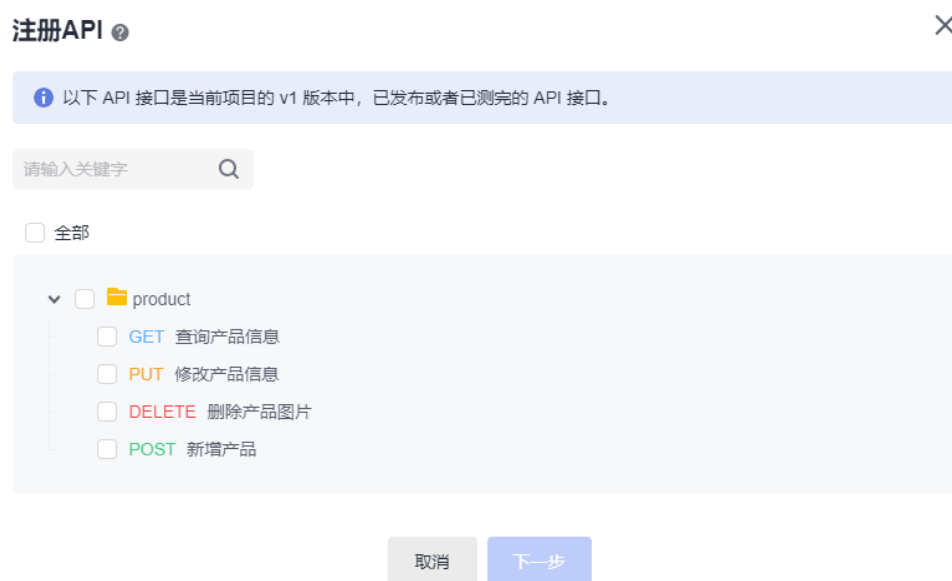 注册API
以下 API 接口是当前项目的 v1 版本中，已发布或者已测完的 API 接口。
请输入关键字
全部
product
GET 查询产品信息
PUT 修改产品信息
DELETE 删除产品图片
POST 新增产品
取消 下一步